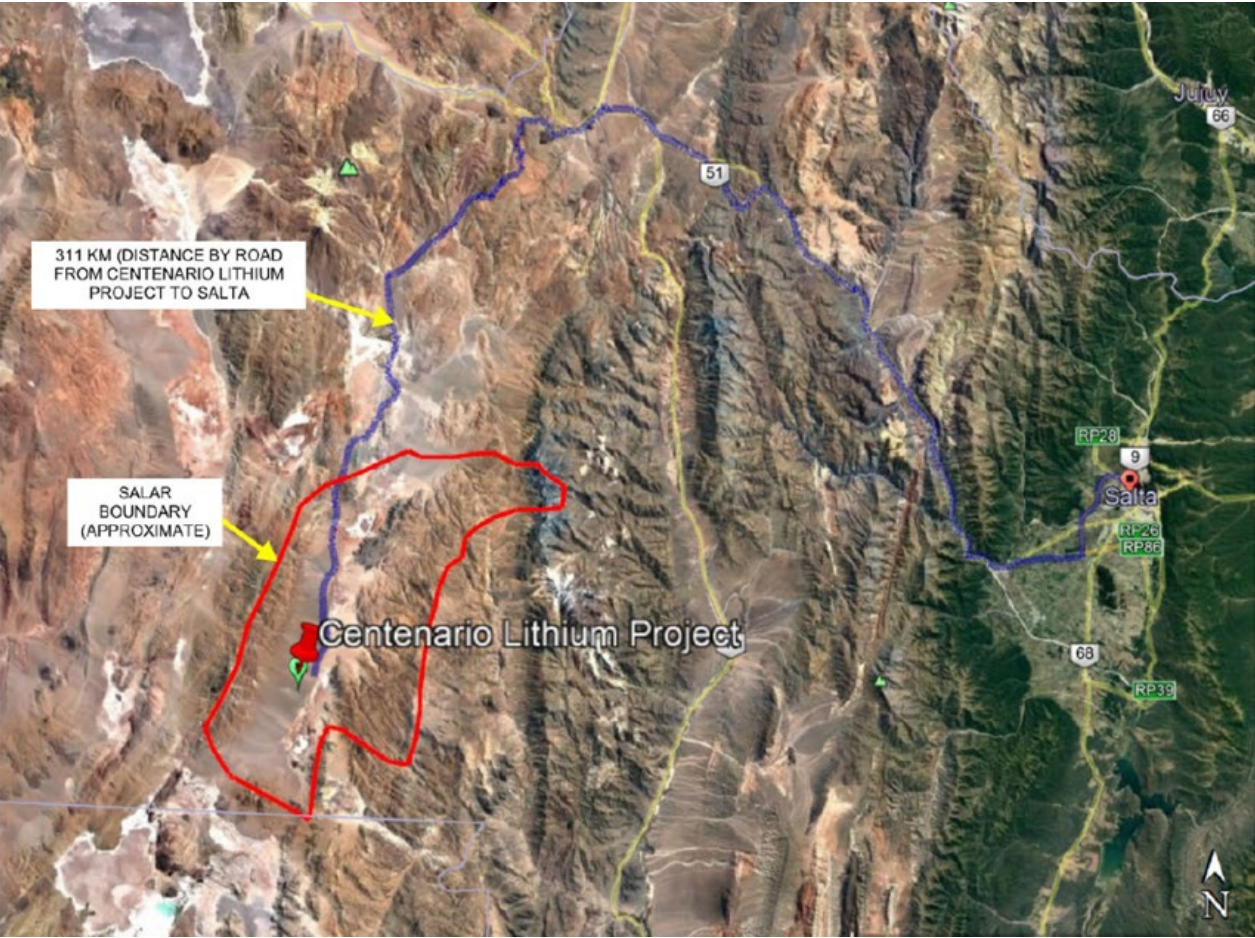 Jujuy
66
51
311 KM (DISTANCE BY ROAD
FROM CENTENARIO LITHIUM
PROJECT TO SALTA
RP28
9
Salta
SALAR
BOUNDARY
(APPROXIMATE)
RP26
RP86
Centenario Lithium Project
68
RP39
N